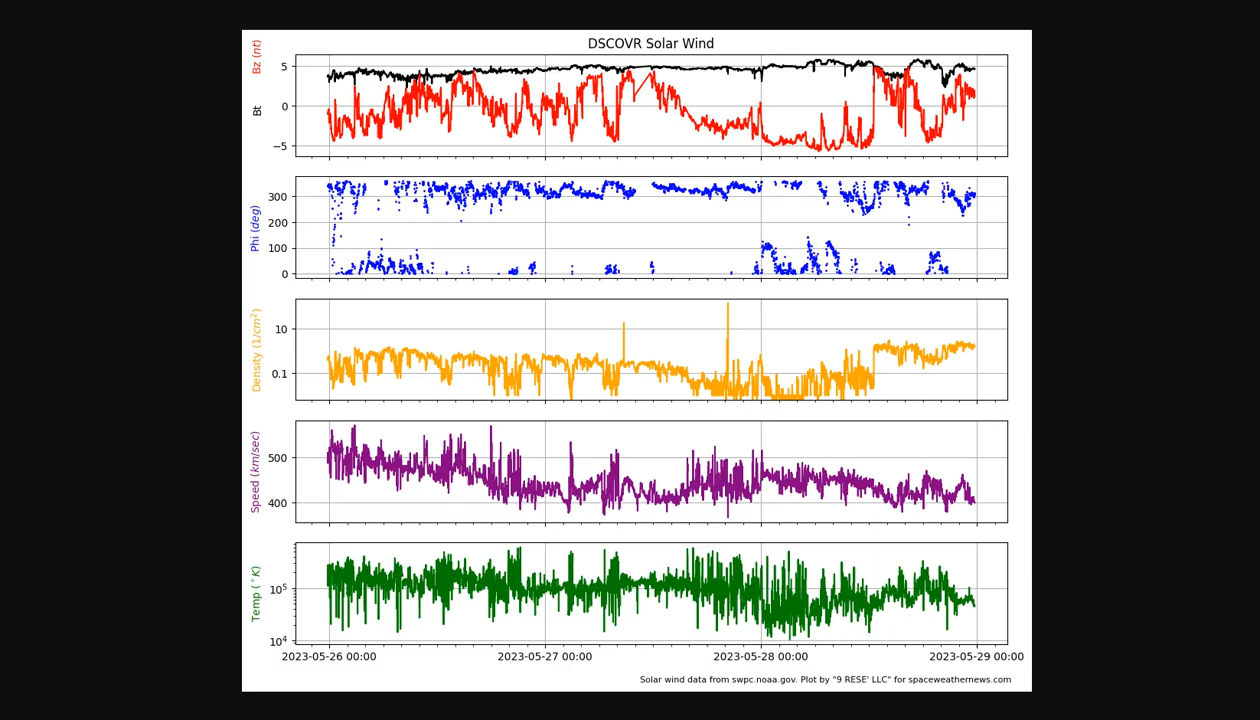 DSCOVR Solar Wind
Bz (nt)
Bt
5
0
−5
Phi (deg)
300
200
100
0
Density (1/cm²)
10
0.1
Speed (km/sec)
500
400
Temp (°K)
10⁵
10⁴
2023-05-26 00:00 2023-05-27 00:00 2023-05-28 00:00 2023-05-29 00:00
Solar wind data from swpc.noaa.gov. Plot by "9 RESE' LLC" for spaceweathernews.com